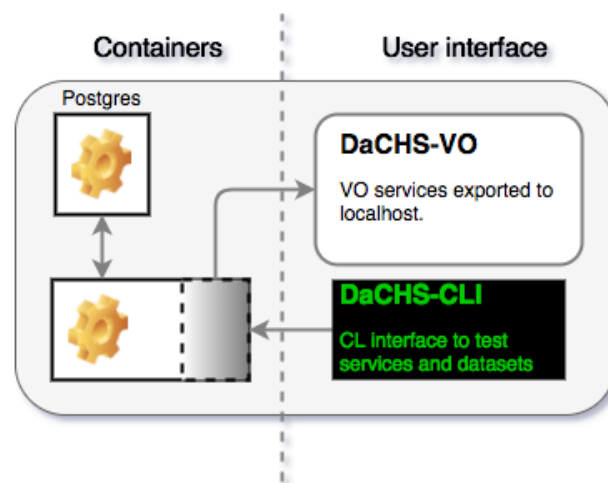 Containers
User interface
Postgres
DaCHS-VO
VO services exported to
localhost.
DaCHS-CLI
CL interface to test
services and datasets